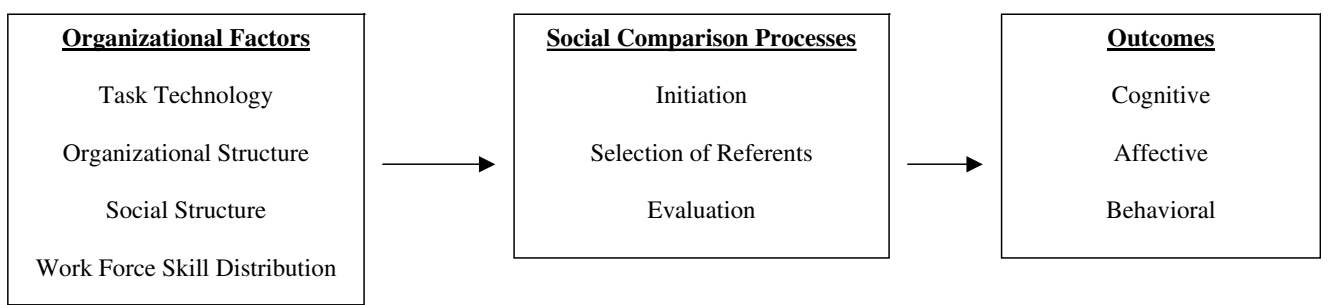 Organizational Factors
Task Technology
Organizational Structure
Social Structure
Work Force Skill Distribution
Social Comparison Processes
Initiation
Selection of Referents
Evaluation
Outcomes
Cognitive
Affective
Behavioral